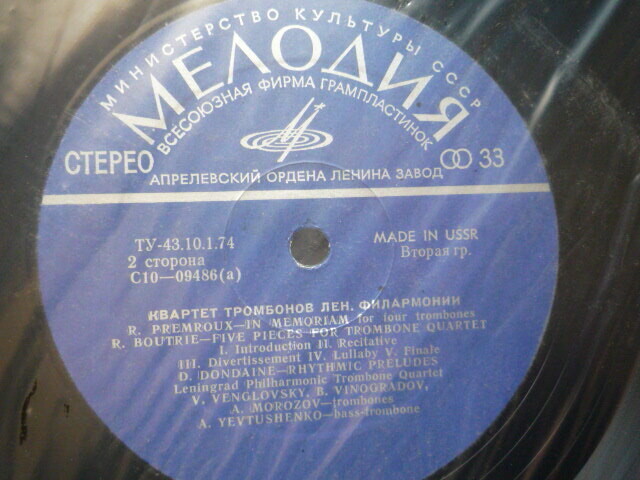 МИНИСТЕРСТВО КУЛЬТУРЫ СССР
МЕЛОДИЯ
ВСЕСОЮЗНАЯ ФИРМА ГРАМПЛАСТИНОК
СТЕРЕО 33
АПРЕЛЕВСКИЙ ОРДЕНА ЛЕНИНА ЗАВОД
ТУ-43.10.1.74
2 сторона
С10—09486(а)
MADE IN USSR
Вторая гр.
КВАРТЕТ ТРОМБОНОВ ЛЕН. ФИЛАРМОНИИ
R. PREMROUX—IN MEMORIAM for four trombones
R. BOUTRIE—FIVE PIECES FOR TROMBONE QUARTET
I. Introduction II. Recitative
III. Divertissement IV. Lullaby V. Finale
D. DONDAINE—RHYTHMIC PRELUDES
Leningrad Philharmonic Trombone Quartet
V. VENGLOVSKY, B. VINOGRADOV,
A. MOROZOV—trombones
A. YEVTUSHENKO—bass-trombone